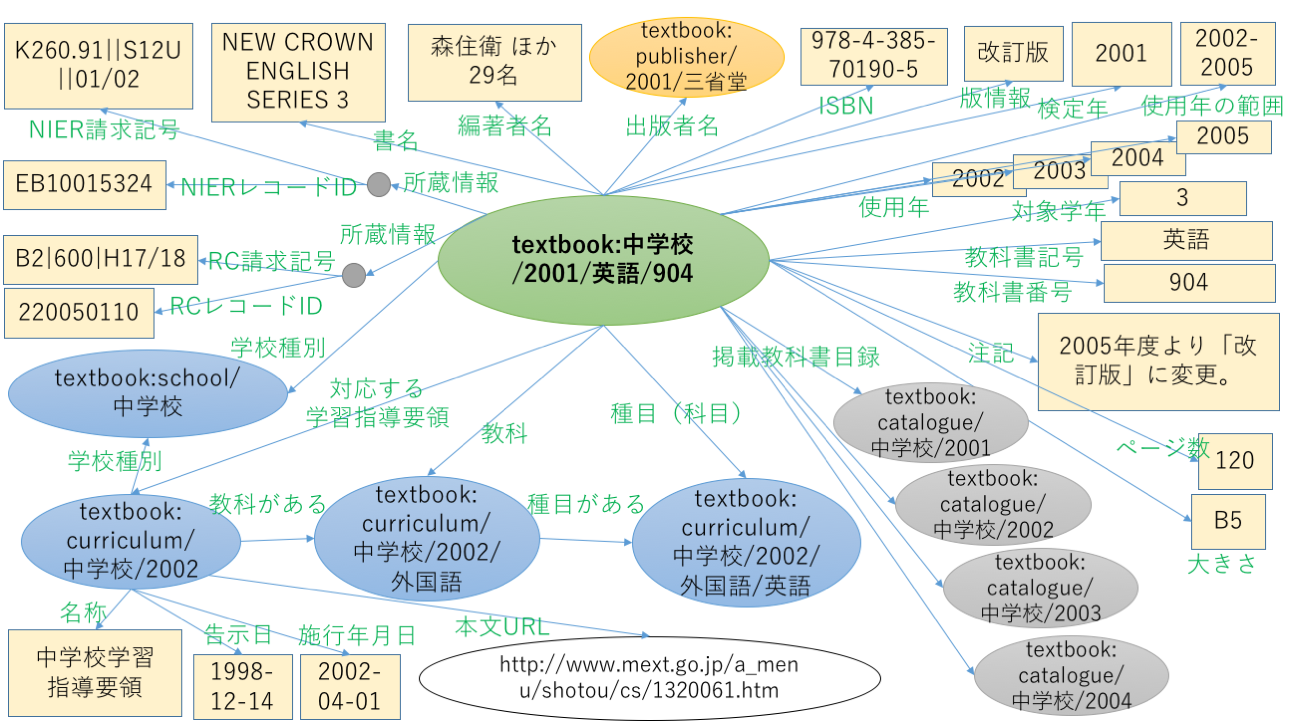 K260.91||S12U
||01/02
NEW CROWN
ENGLISH
SERIES 3
森住衛 ほか
29名
textbook:
publisher/
2001/三省堂
978-4-385-
70190-5
改訂版
2001
2002-
2005
NIER請求記号
書名
編著者名
出版者名
ISBN
版情報
検定年
使用年の範囲
EB10015324
NIERレコードID
所蔵情報
2002
2003
2004
2005
使用年
3
対象学年
所蔵情報
B2|600|H17/18
RC請求記号
220050110
RCレコードID
textbook:中学校
/2001/英語/904
英語
教科書記号
904
教科書番号
学校種別
textbook:school/
中学校
対応する
学習指導要領
教科
種目（科目）
掲載教科書目録
注記
2005年度より「改
訂版」に変更。
textbook:
catalogue/
中学校/2001
ページ数
120
学校種別
textbook:
curriculum/
中学校/2002
教科がある
textbook:
curriculum/
中学校/2002/
外国語
種目がある
textbook:
curriculum/
中学校/2002/
外国語/英語
textbook:
catalogue/
中学校/2002
B5
大きさ
textbook:
catalogue/
中学校/2003
名称
告示日
施行年月日
本文URL
中学校学習
指導要領
1998-
12-14
2002-
04-01
http://www.mext.go.jp/a_men
u/shotou/cs/1320061.htm
textbook:
catalogue/
中学校/2004